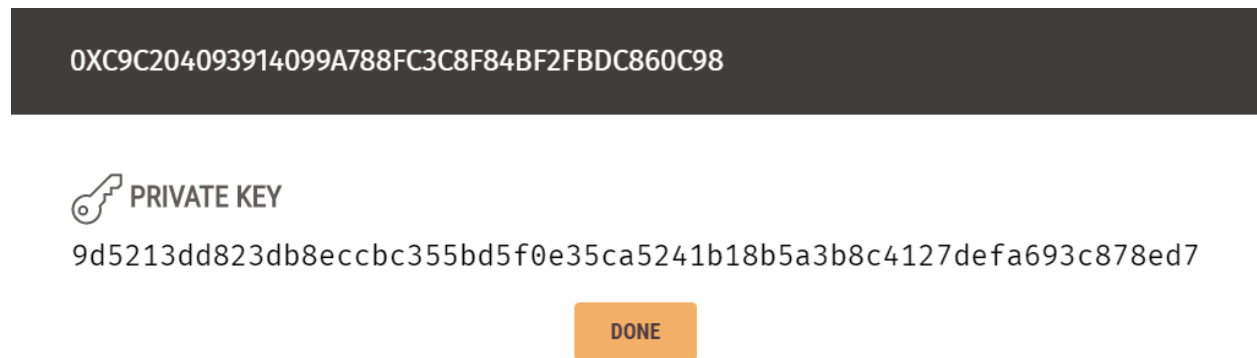 0XC9C204093914099A788FC3C8F84BF2FBDC860C98
PRIVATE KEY
9d5213dd823db8eccbc355bd5f0e35ca5241b18b5a3b8c4127defa693c878ed7
DONE